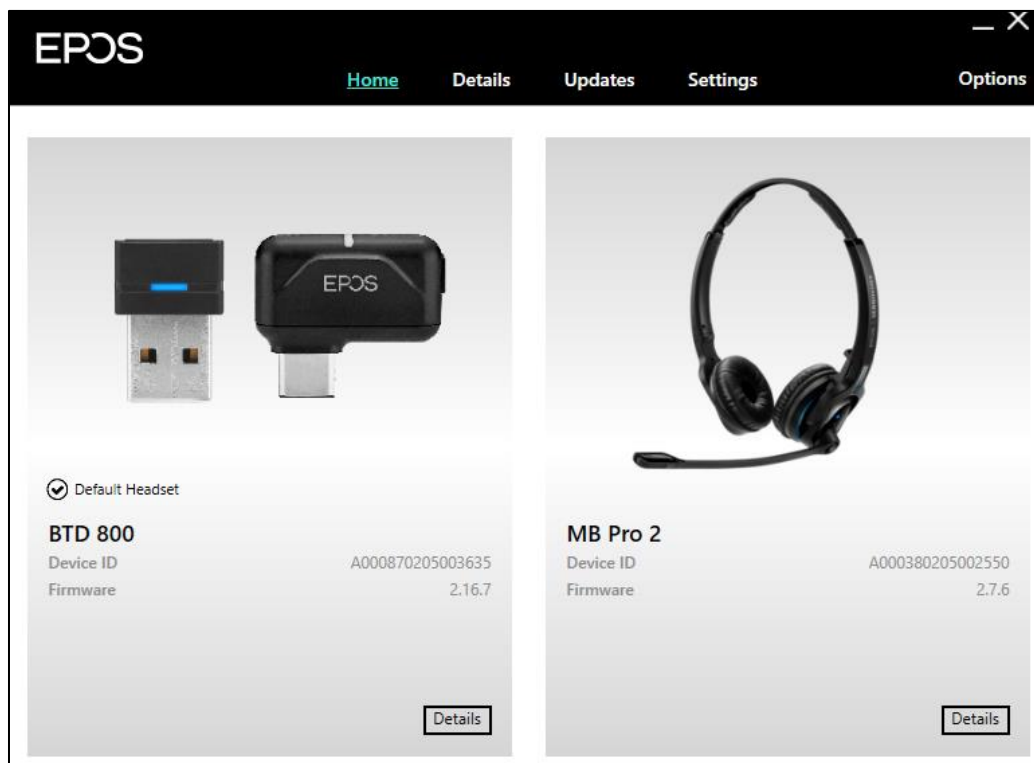 EPOS
Home Details Updates Settings Options
EPOS
Default Headset
BTD 800
Device ID A000870205003635
Firmware 2.16.7
Details
MB Pro 2
Device ID A000380205002550
Firmware 2.7.6
Details